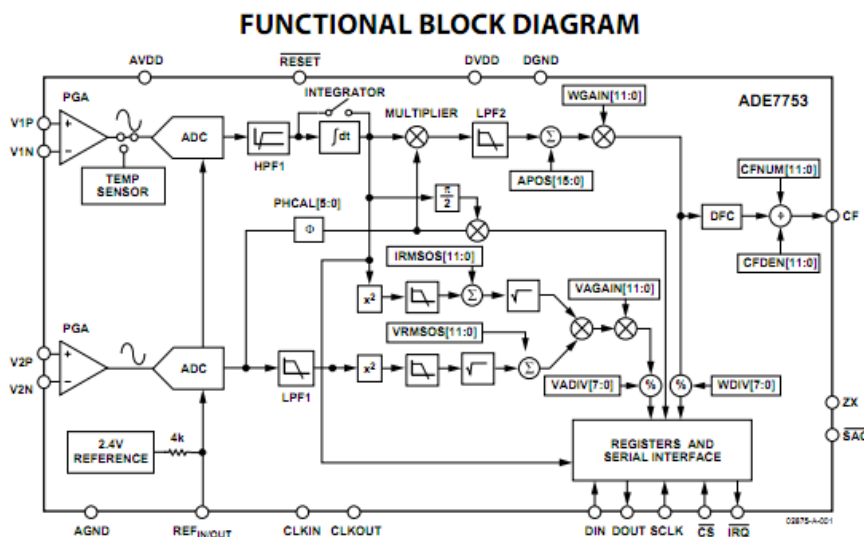 FUNCTIONAL BLOCK DIAGRAM
AVDD
RESET
DVDD
DGND
PGA
INTEGRATOR
MULTIPLIER
LPF2
WGAIN[11:0]
ADE7753
V1P
+
ADC
∫dt
Σ
CFNUM[11:0]
V1N
−
HPF1
TEMP
SENSOR
APOS[15:0]
PHCAL[5:0]
π
2
DFC
÷
CF
Φ
IRMSOS[11:0]
CFDEN[11:0]
x²
Σ
√
VAGAIN[11:0]
PGA
VRMSOS[11:0]
V2P
+
ADC
x²
√
Σ
V2N
−
LPF1
VADIV[7:0]
%
%
WDIV[7:0]
ZX
2.4V
REFERENCE
4k
REGISTERS AND
SERIAL INTERFACE
SAG
AGND
REFIN/OUT
CLKIN
CLKOUT
DIN
DOUT
SCLK
CS
IRQ
02875-A-001